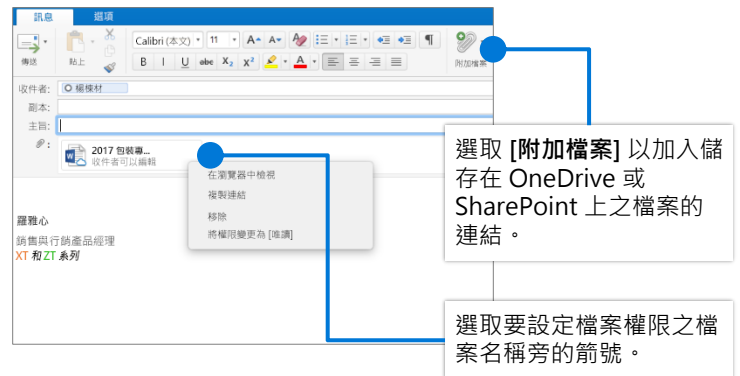 訊息 選項
Calibri (本文) 11 A A
傳送 貼上 B I U abc X₂ X² A 附加檔案
收件者: 楊棟材
副本:
主旨:
2017 包裝專...
收件者可以編輯
在瀏覽器中檢視
複製連結
移除
將權限變更為 [唯讀]
羅雅心
銷售與行銷產品經理
XT 和 ZT 系列
選取 [附加檔案] 以加入儲
存在 OneDrive 或
SharePoint 上之檔案的
連結。
選取要設定檔案權限之檔
案名稱旁的箭號。